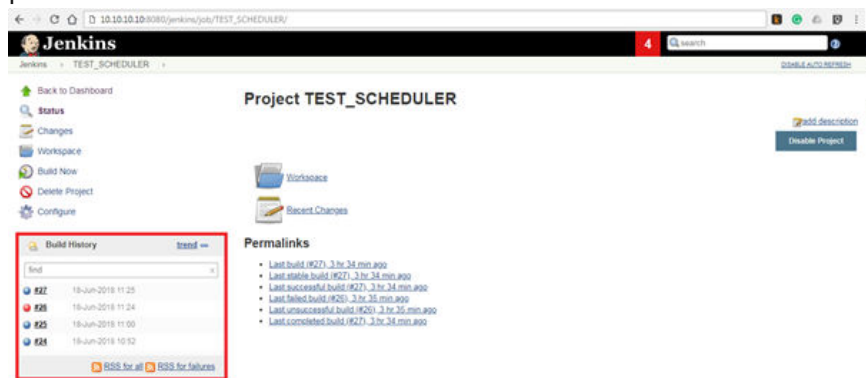 10.10.10.10:8080/jenkins/job/TEST_SCHEDULER/
Jenkins
4
search
Jenkins
TEST_SCHEDULER
DISABLE AUTO REFRESH
Back to Dashboard
Status
Changes
Workspace
Build Now
Delete Project
Configure
Project TEST_SCHEDULER
add description
Disable Project
Workspace
Recent Changes
Build History
trend
find
x
#27 18-Jun-2018 11:25
#26 18-Jun-2018 11:24
#25 18-Jun-2018 11:00
#24 18-Jun-2018 10:52
RSS for all RSS for failures
Permalinks
Last build (#27), 3 hr 34 min ago
Last stable build (#27), 3 hr 34 min ago
Last successful build (#27), 3 hr 34 min ago
Last failed build (#26), 3 hr 35 min ago
Last unsuccessful build (#26), 3 hr 35 min ago
Last completed build (#27), 3 hr 34 min ago